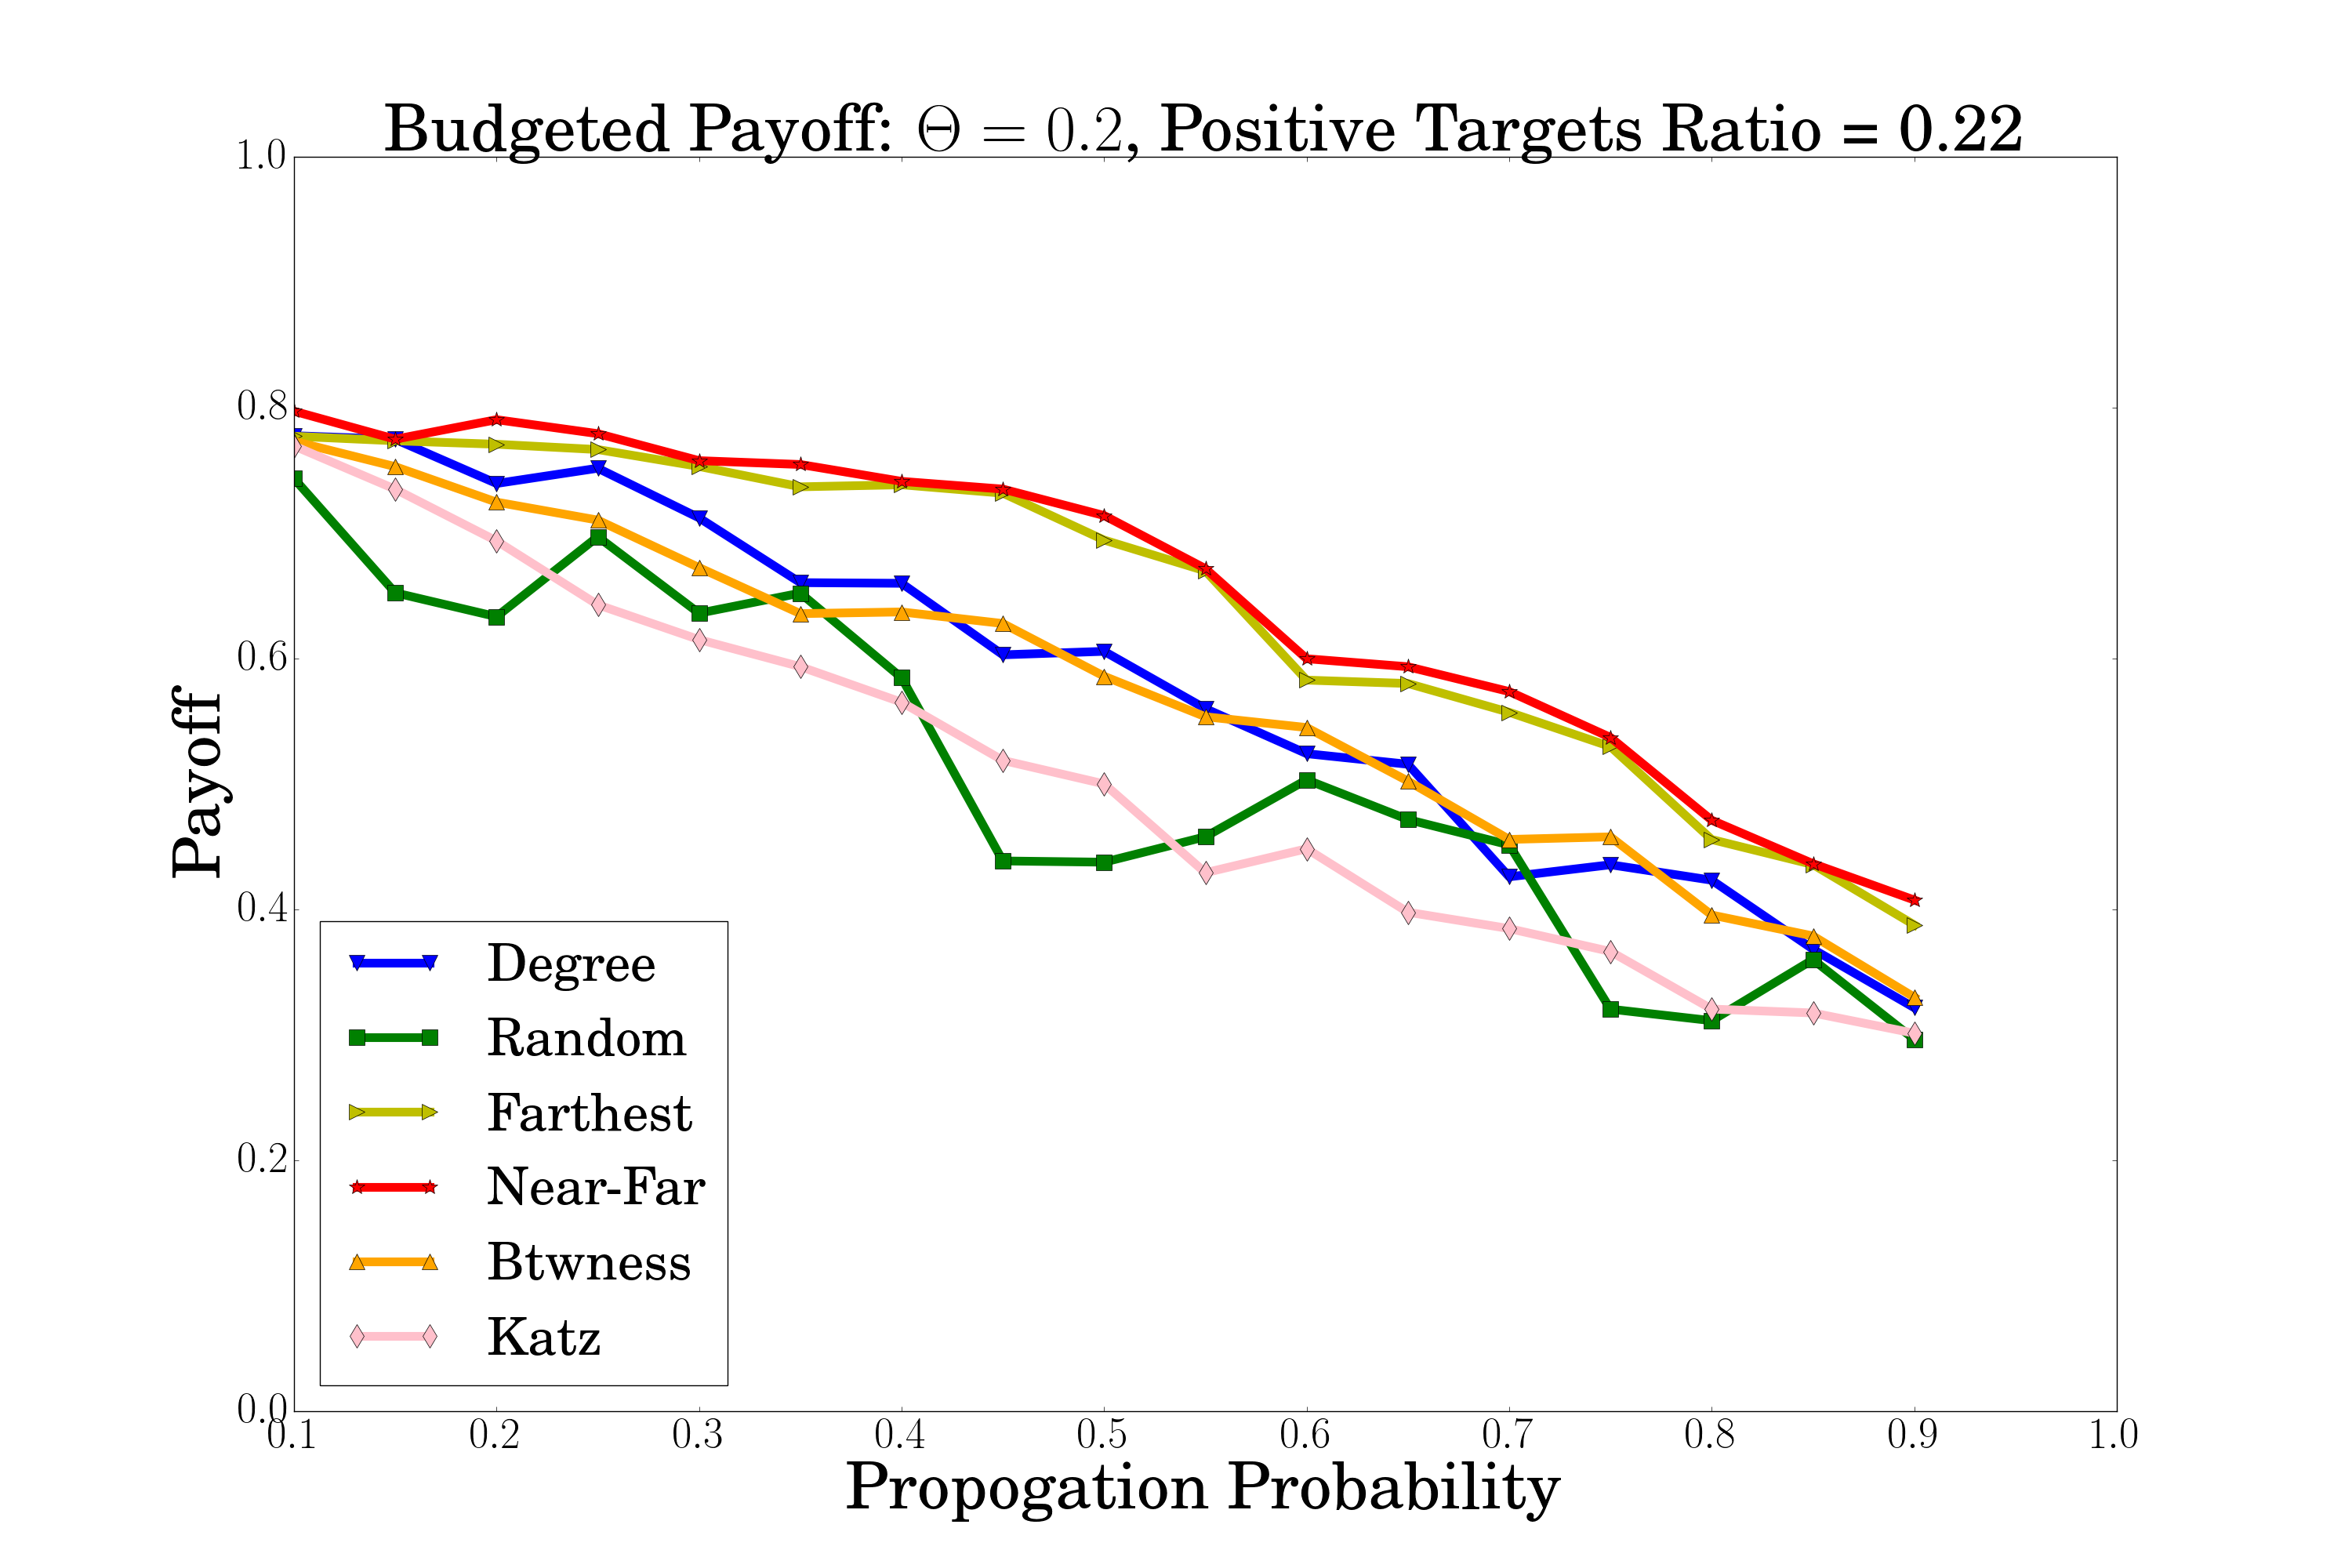 Budgeted Payoff: Θ = 0.2, Positive Targets Ratio = 0.22
1.0
0.8
0.6
0.4
0.2
0.0
Payoff
Degree
Random
Farthest
Near-Far
Btwness
Katz
0.1 0.2 0.3 0.4 0.5 0.6 0.7 0.8 0.9 1.0
Propogation Probability